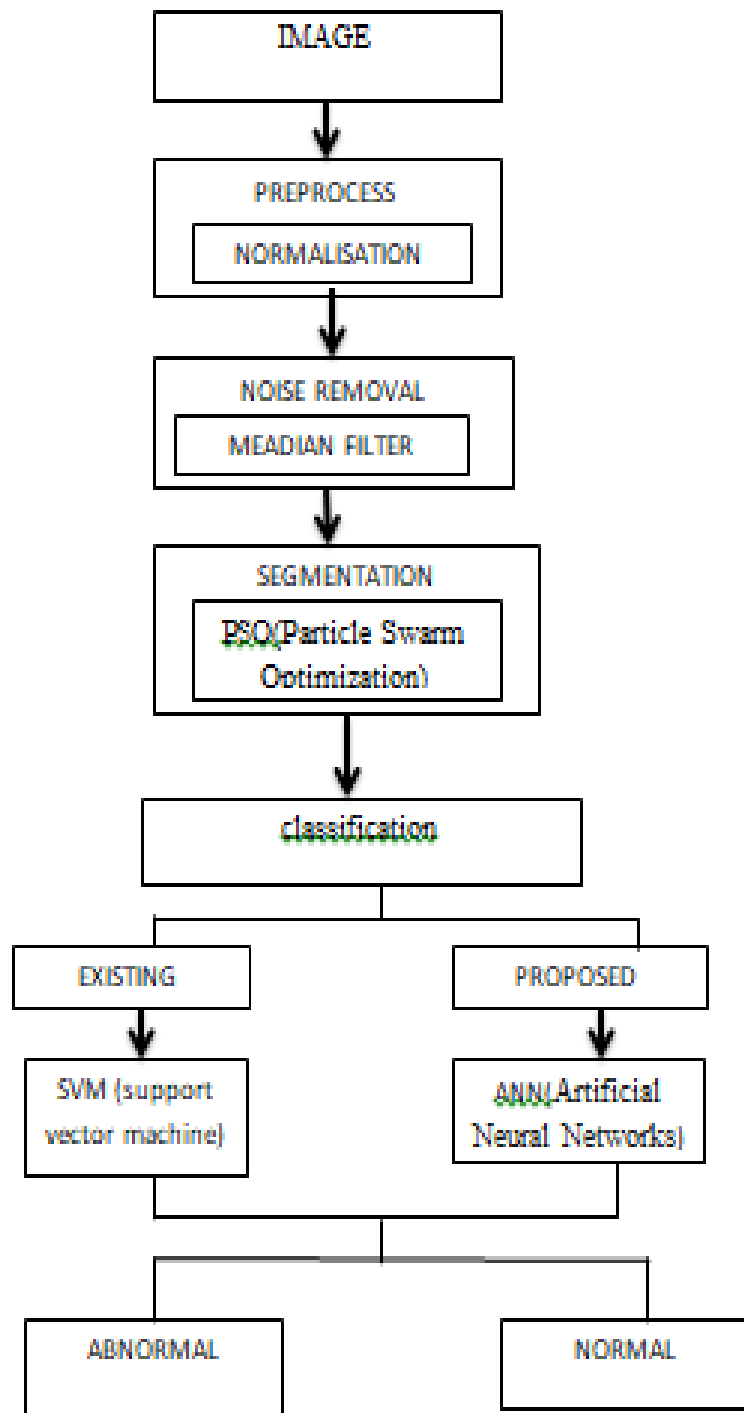 IMAGE
PREPROCESS
NORMALISATION
NOISE REMOVAL
MEADIAN FILTER
SEGMENTATION
PSO(Particle Swarm
Optimization)
classification
EXISTING
PROPOSED
SVM (support
vector machine)
ANN(Artificial
Neural Networks)
ABNORMAL
NORMAL